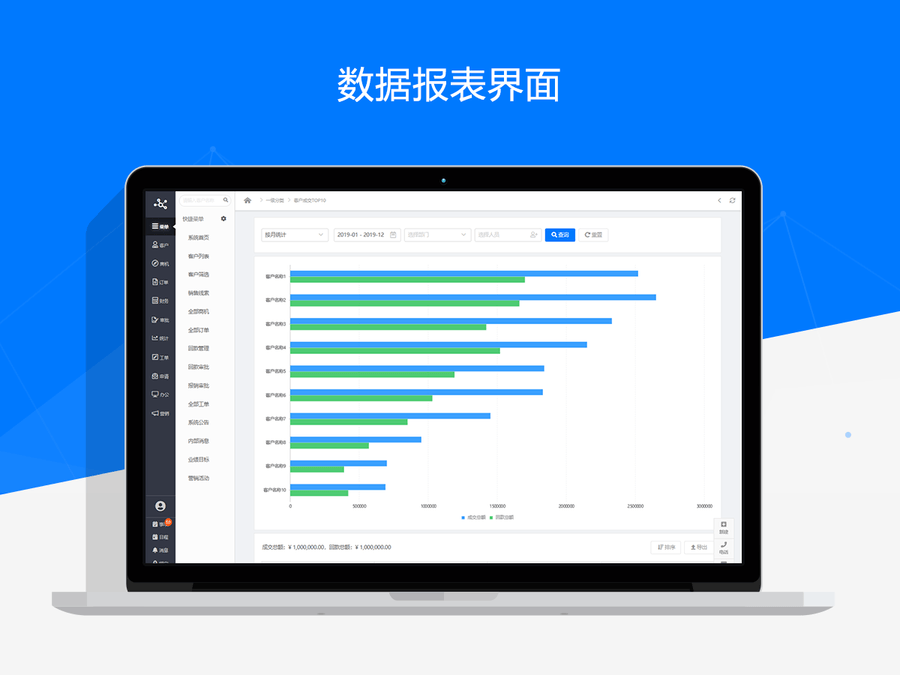 数据报表界面
一级分类 客户成交TOP10
快捷菜单
菜单
系统首页
按月统计 2019-01 - 2019-12 选择部门 选择人员 查询 重置
客户
客户列表
商机
客户筛选
客户名称1
订单
销售线索
客户名称2
财务
全部商机
客户名称3
审批
全部订单
统计
回款管理
客户名称4
工单
回款审批
客户名称5
报销审批
客户名称6
办公
全部工单
营销
系统公告
客户名称7
内部消息
客户名称8
业绩目标
客户名称9
营销活动
客户名称10
0 500000 1000000 1500000 2000000 2500000 3000000
成交总额 回款总额
日程
消息
成交总额：¥ 1,000,000.00、回款总额：¥ 1,000,000.00
排序 导出
电话